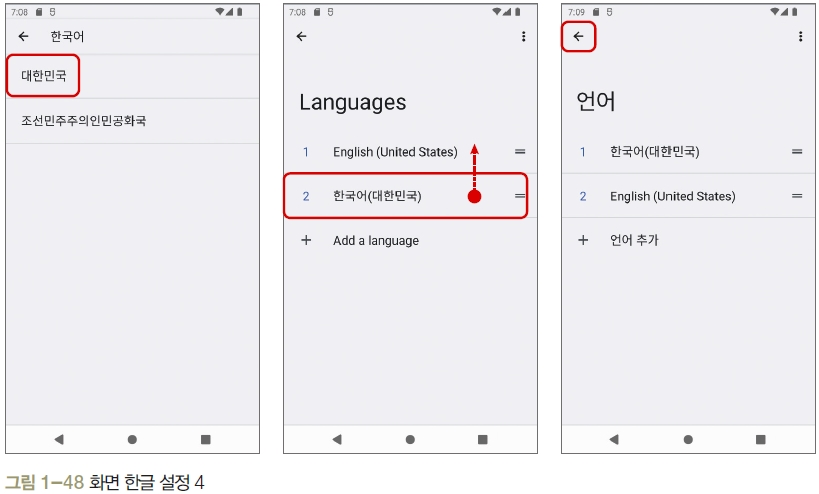 7:08
한국어
대한민국
조선민주주의인민공화국
7:08
Languages
1 English (United States)
2 한국어(대한민국)
+ Add a language
7:09
언어
1 한국어(대한민국)
2 English (United States)
+ 언어 추가
그림 1-48 화면 한글 설정 4